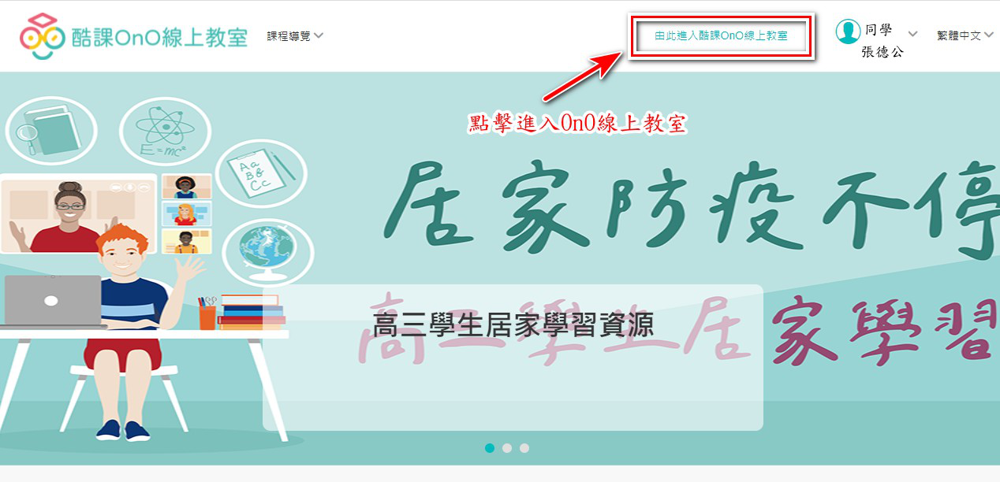 酷課OnO線上教室
課程導覽
由此進入酷課OnO線上教室
同學
張德公
繁體中文
點擊進入OnO線上教室
E=mc²
Aa
B&
Cc
居家防疫不停
高三學生居家學習
高三學生居家學習資源